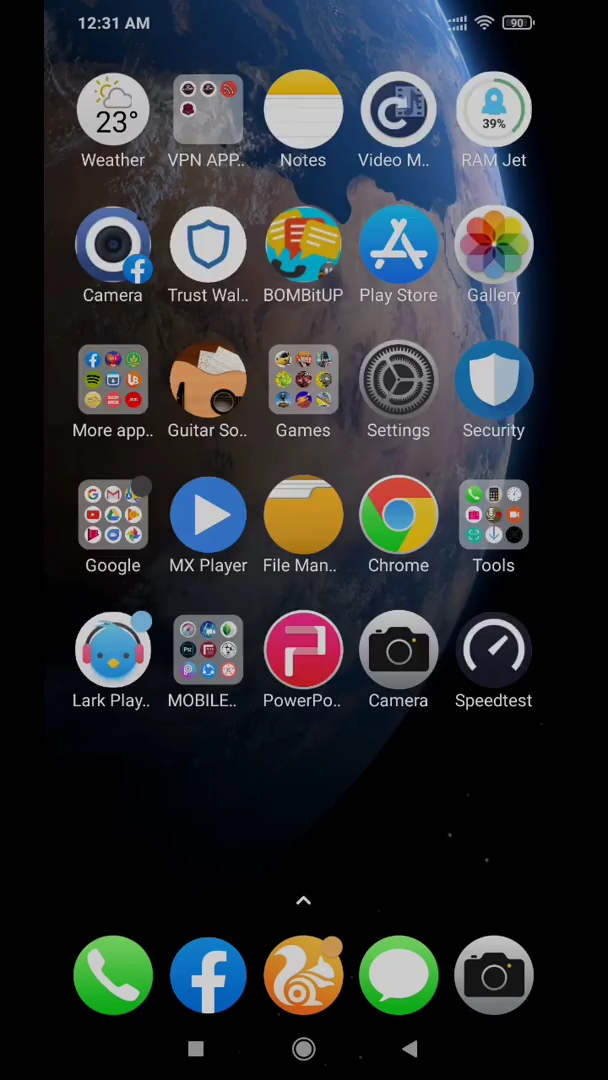 12:31 AM 90
23°
39%
Weather VPN APP.. Notes Video M.. RAM Jet
Camera Trust Wal.. BOMBitUP Play Store Gallery
More app.. Guitar So.. Games Settings Security
Google MX Player File Man.. Chrome Tools
Lark Play.. MOBILE.. PowerPo.. Camera Speedtest